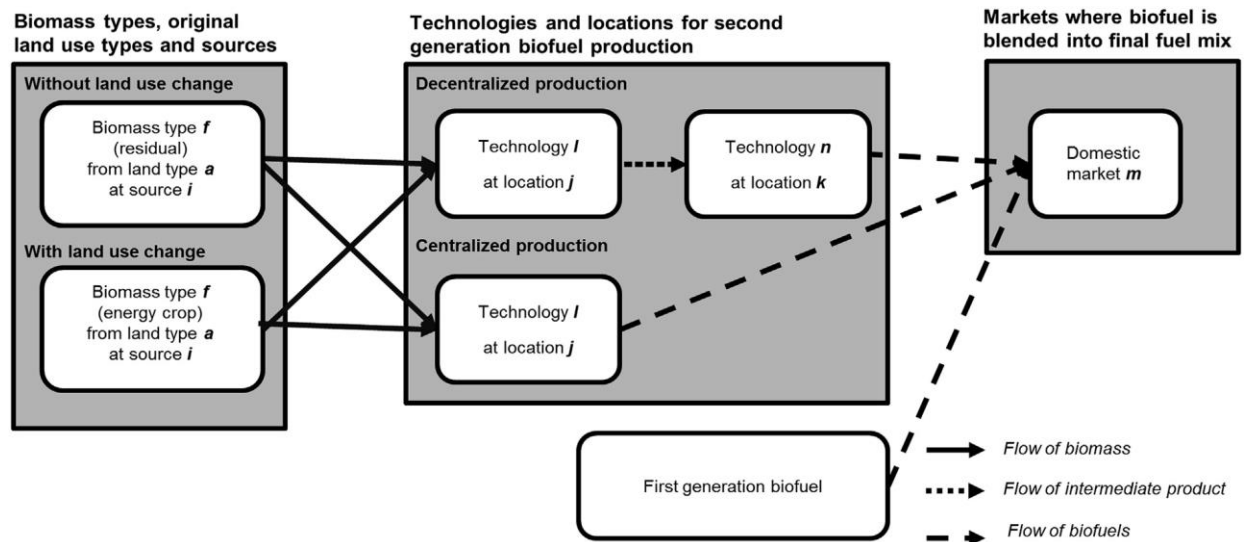 Biomass types, original
land use types and sources
Without land use change
Biomass type f
(residual)
from land type a
at source i
With land use change
Biomass type f
(energy crop)
from land type a
at source i
Technologies and locations for second
generation biofuel production
Decentralized production
Technology l
at location j
Technology n
at location k
Centralized production
Technology l
at location j
First generation biofuel
Markets where biofuel is
blended into final fuel mix
Domestic
market m
Flow of biomass
Flow of intermediate product
Flow of biofuels